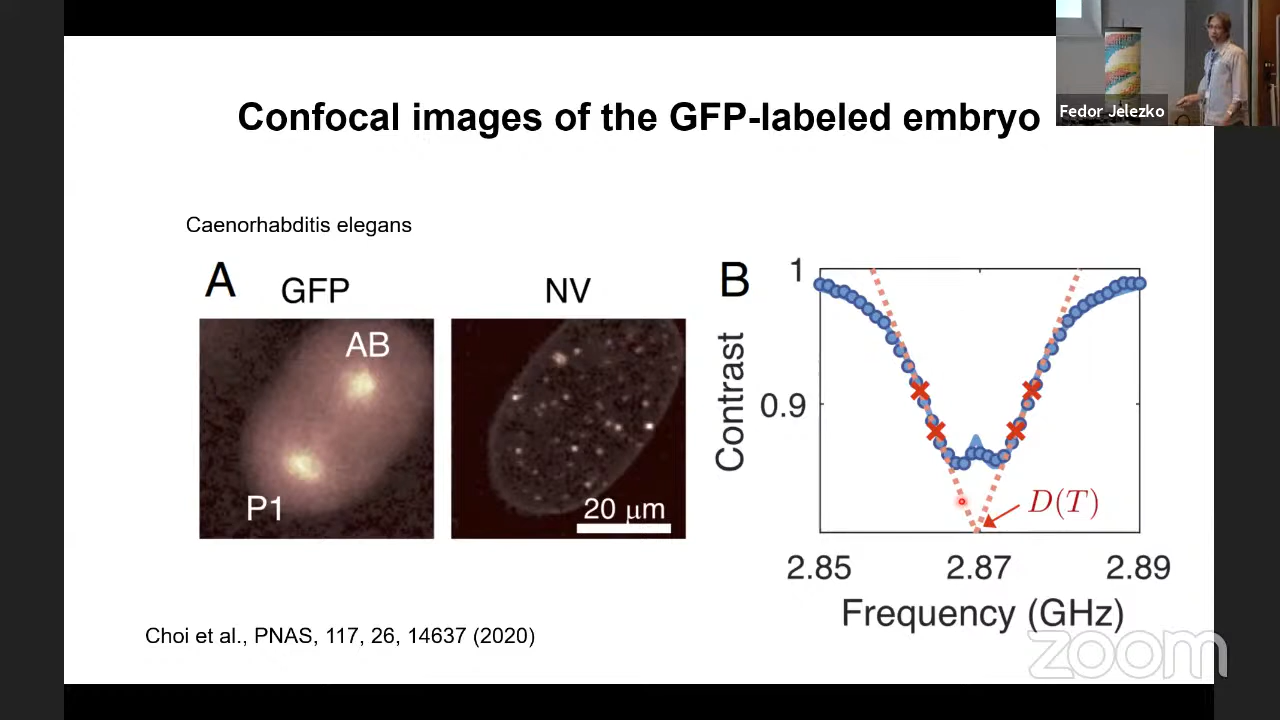 Confocal images of the GFP-labeled embryo
Fedor Jelezko
Caenorhabditis elegans
A
GFP
NV
AB
P1
20 μm
B
1
0.9
Contrast
D(T)
2.85
2.87
2.89
Frequency (GHz)
Choi et al., PNAS, 117, 26, 14637 (2020)
zoom